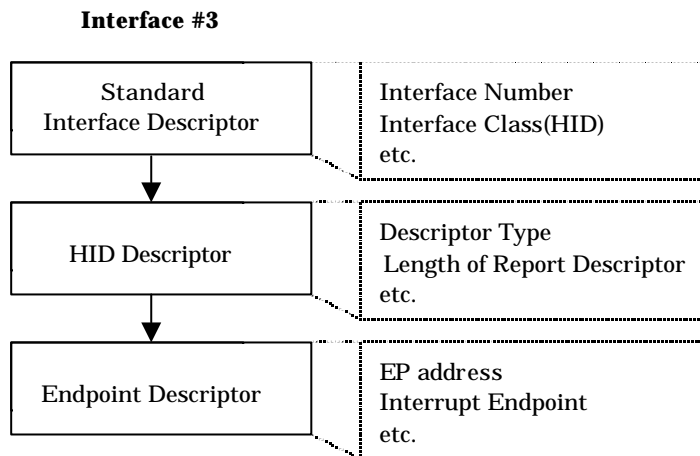 Interface #3
Standard
Interface Descriptor
Interface Number
Interface Class(HID)
etc.
HID Descriptor
Descriptor Type
Length of Report Descriptor
etc.
Endpoint Descriptor
EP address
Interrupt Endpoint
etc.